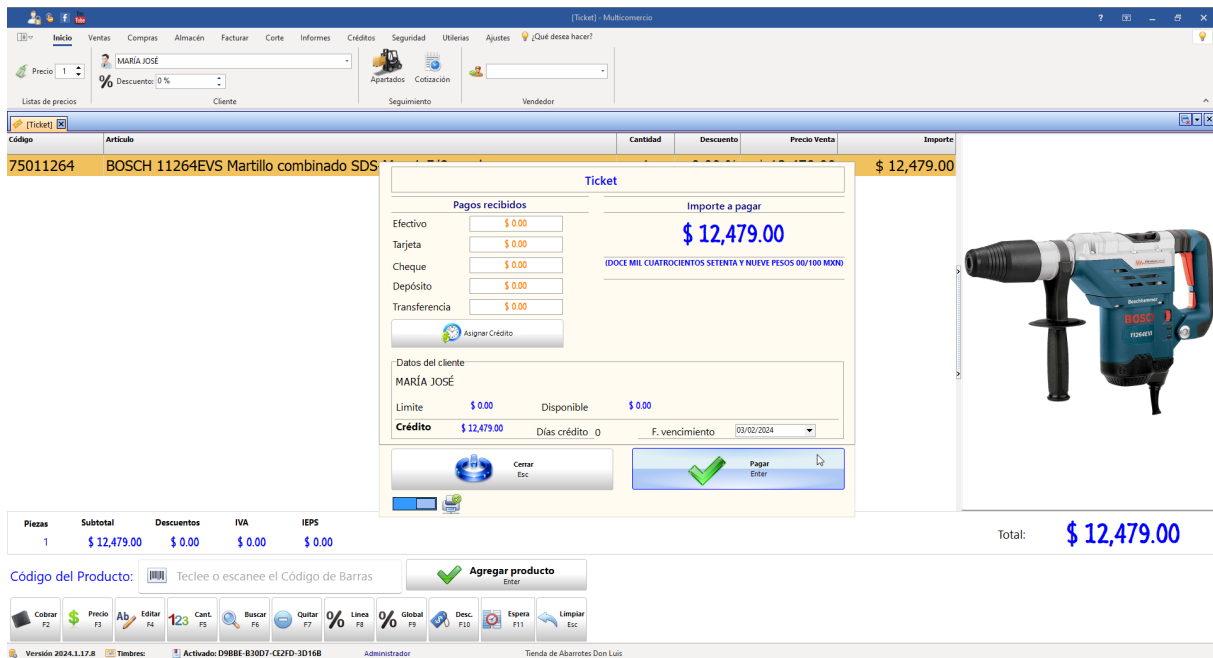 [Ticket] - Multicomercio
Inicio Ventas Compras Almacén Facturar Corte Informes Créditos Seguridad Utilerias Ajustes ¿Qué desea hacer?
Precio 1
MARÍA JOSÉ
% Descuento: 0 %
Apartados Cotización
Listas de precios Cliente Seguimiento Vendedor
[Ticket]
Código Artículo Cantidad Descuento Precio Venta Importe
75011264 BOSCH 11264EVS Martillo combinado SDS $ 12,479.00
Ticket
Pagos recibidos
Importe a pagar
Efectivo $ 0.00
$ 12,479.00
Tarjeta $ 0.00
Cheque $ 0.00
(DOCE MIL CUATROCIENTOS SETENTA Y NUEVE PESOS 00/100 MXN)
Depósito $ 0.00
Transferencia $ 0.00
Asignar Crédito
Datos del cliente
MARÍA JOSÉ
Limite $ 0.00 Disponible $ 0.00
Crédito $ 12,479.00 Días crédito 0 F. vencimiento 03/02/2024
Cerrar
Esc
Pagar
Enter
BOSCH
11264EVS
Piezas Subtotal Descuentos IVA IEPS
1 $ 12,479.00 $ 0.00 $ 0.00 $ 0.00
Total: $ 12,479.00
Código del Producto: Teclee o escanee el Código de Barras
Agregar producto
Enter
Cobrar F2
Precio F3
Editar F4
123 Cant. F5
Buscar F6
Quitar F7
% Linea F8
% Global F9
Desc. F10
Espera F11
Limpiar Esc
Versión 2024.1.17.8 Timbres: Activado: D9BBE-B30D7-CE2FD-3D16B Administrador Tienda de Abarrotes Don Luis